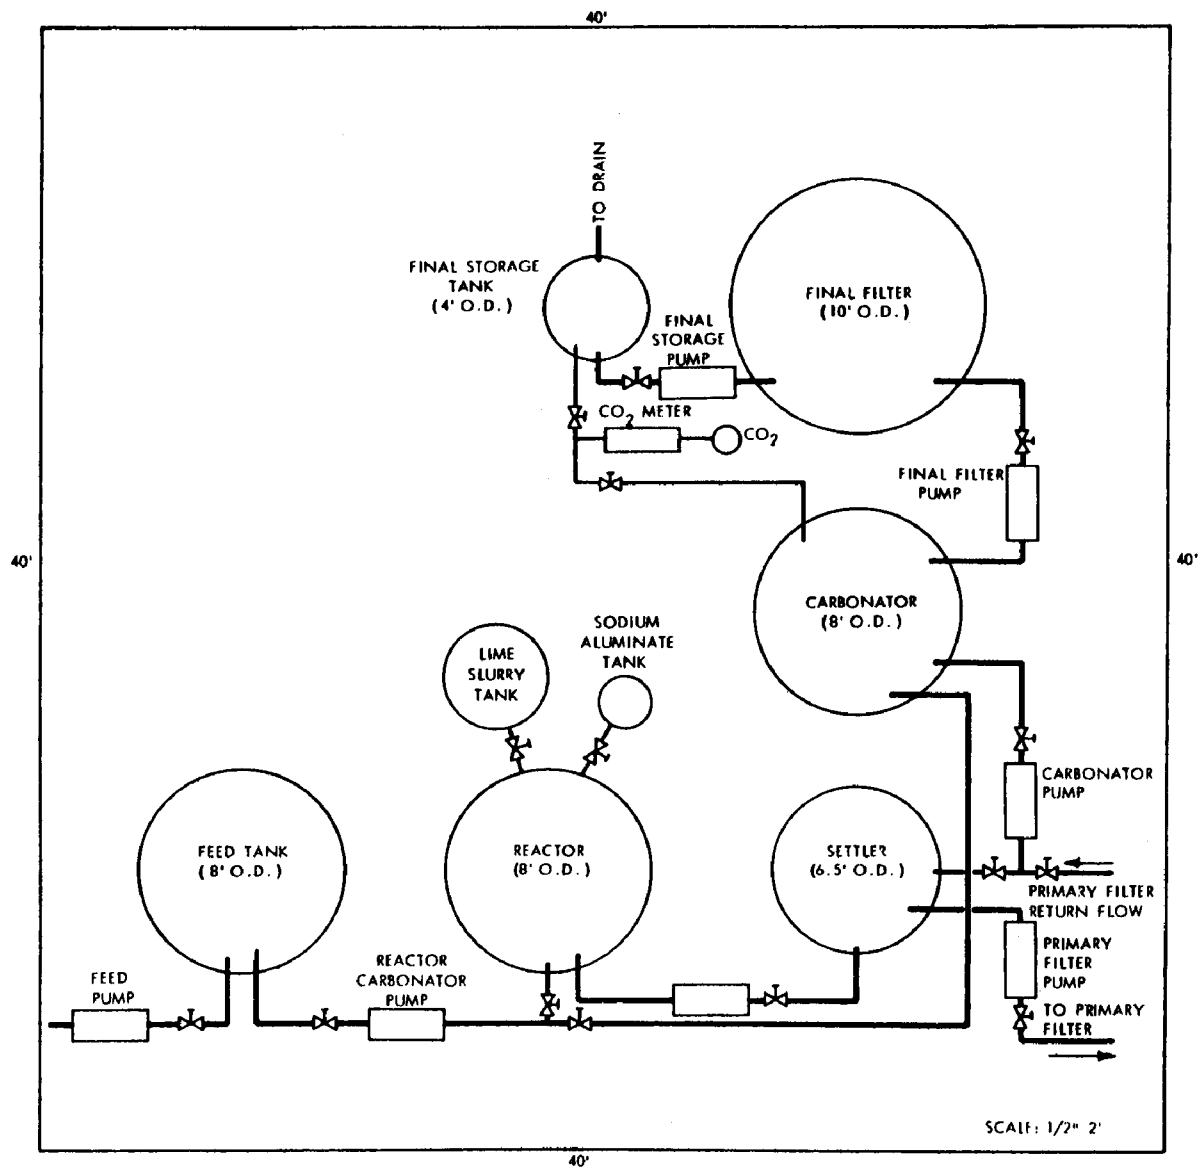 40'
TO DRAIN
FINAL STORAGE
TANK
(4' O.D.)
FINAL FILTER
(10' O.D.)
FINAL
STORAGE
PUMP
CO2 METER
CO2
FINAL FILTER
PUMP
40'
40'
CARBONATOR
(8' O.D.)
SODIUM
ALUMINATE
TANK
LIME
SLURRY
TANK
CARBONATOR
PUMP
FEED TANK
(8' O.D.)
REACTOR
(8' O.D.)
SETTLER
(6.5' O.D.)
PRIMARY FILTER
RETURN FLOW
PRIMARY
FILTER
PUMP
REACTOR
CARBONATOR
PUMP
FEED
PUMP
TO PRIMARY
FILTER
SCALE: 1/2" 2'
40'